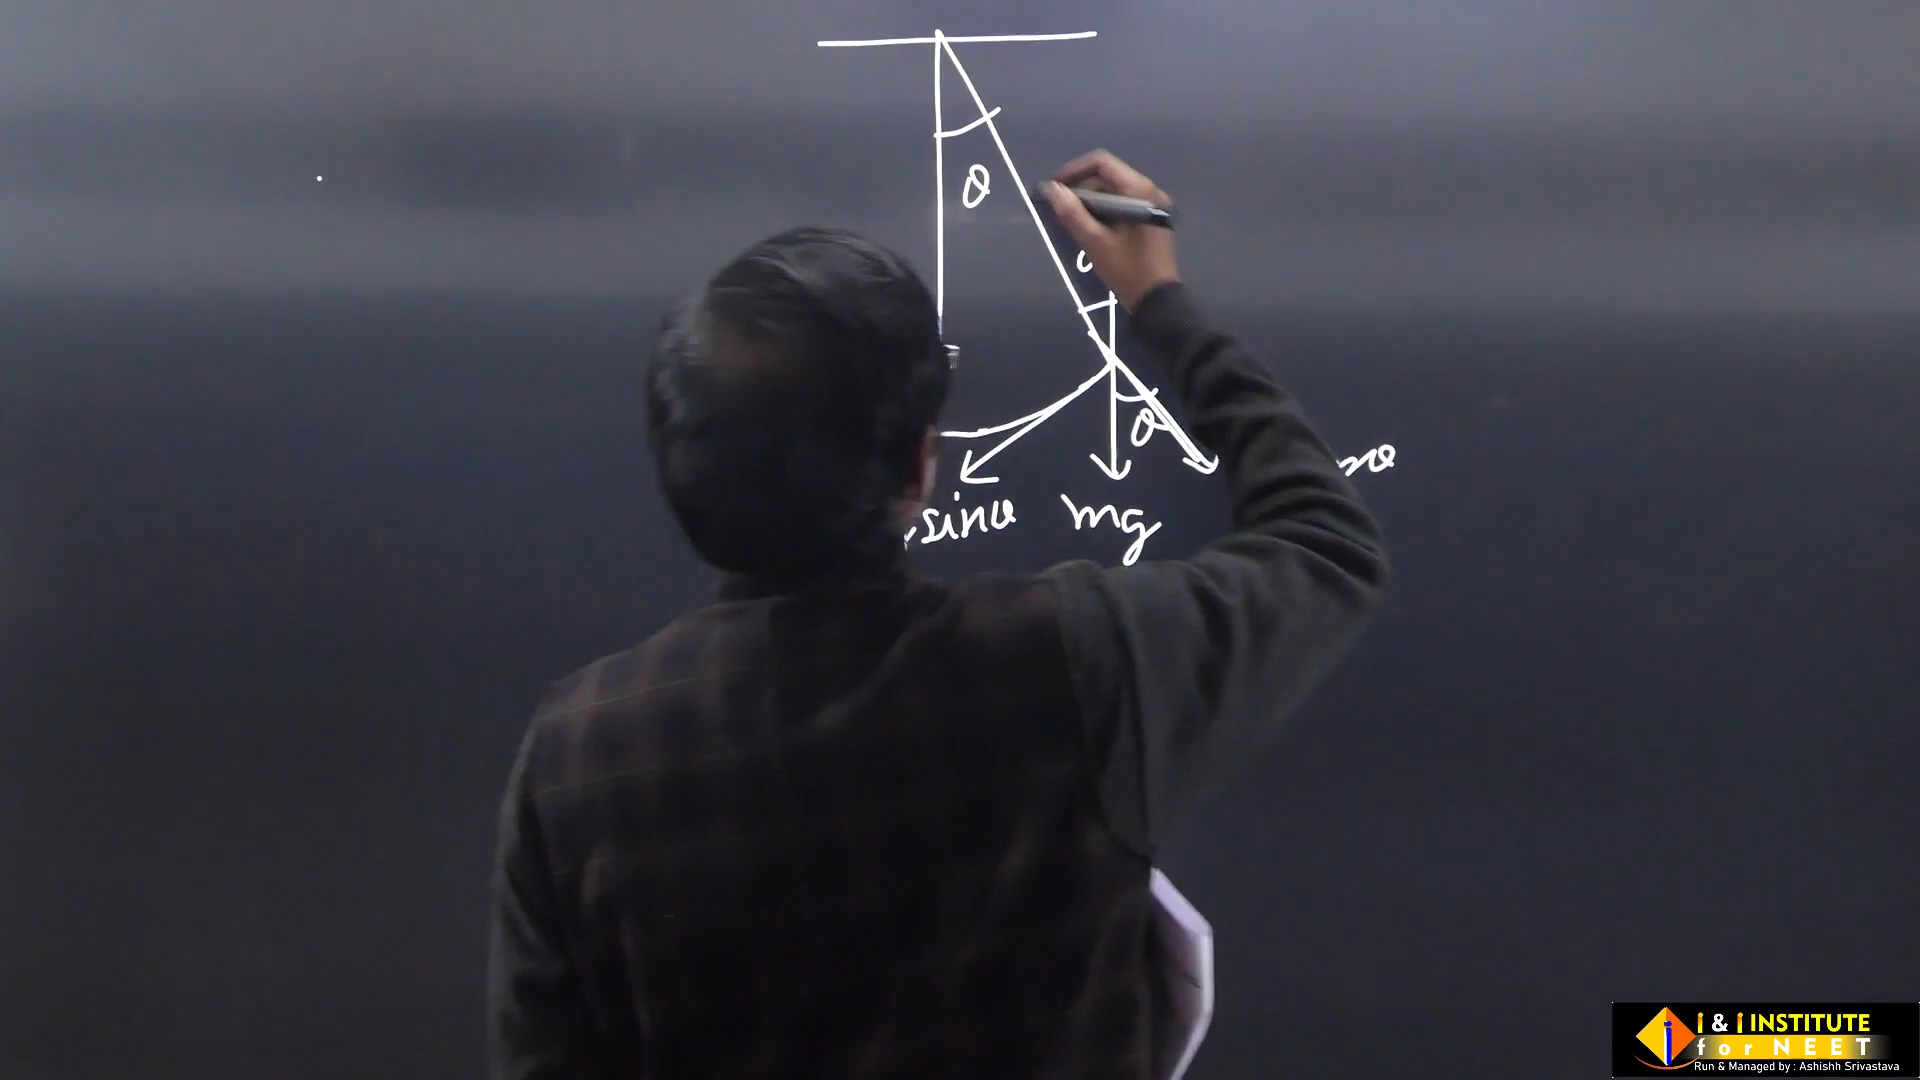 θ
θ
sinθ
mg
i & i INSTITUTE
for NEET
Run & Managed by : Ashishh Srivastava